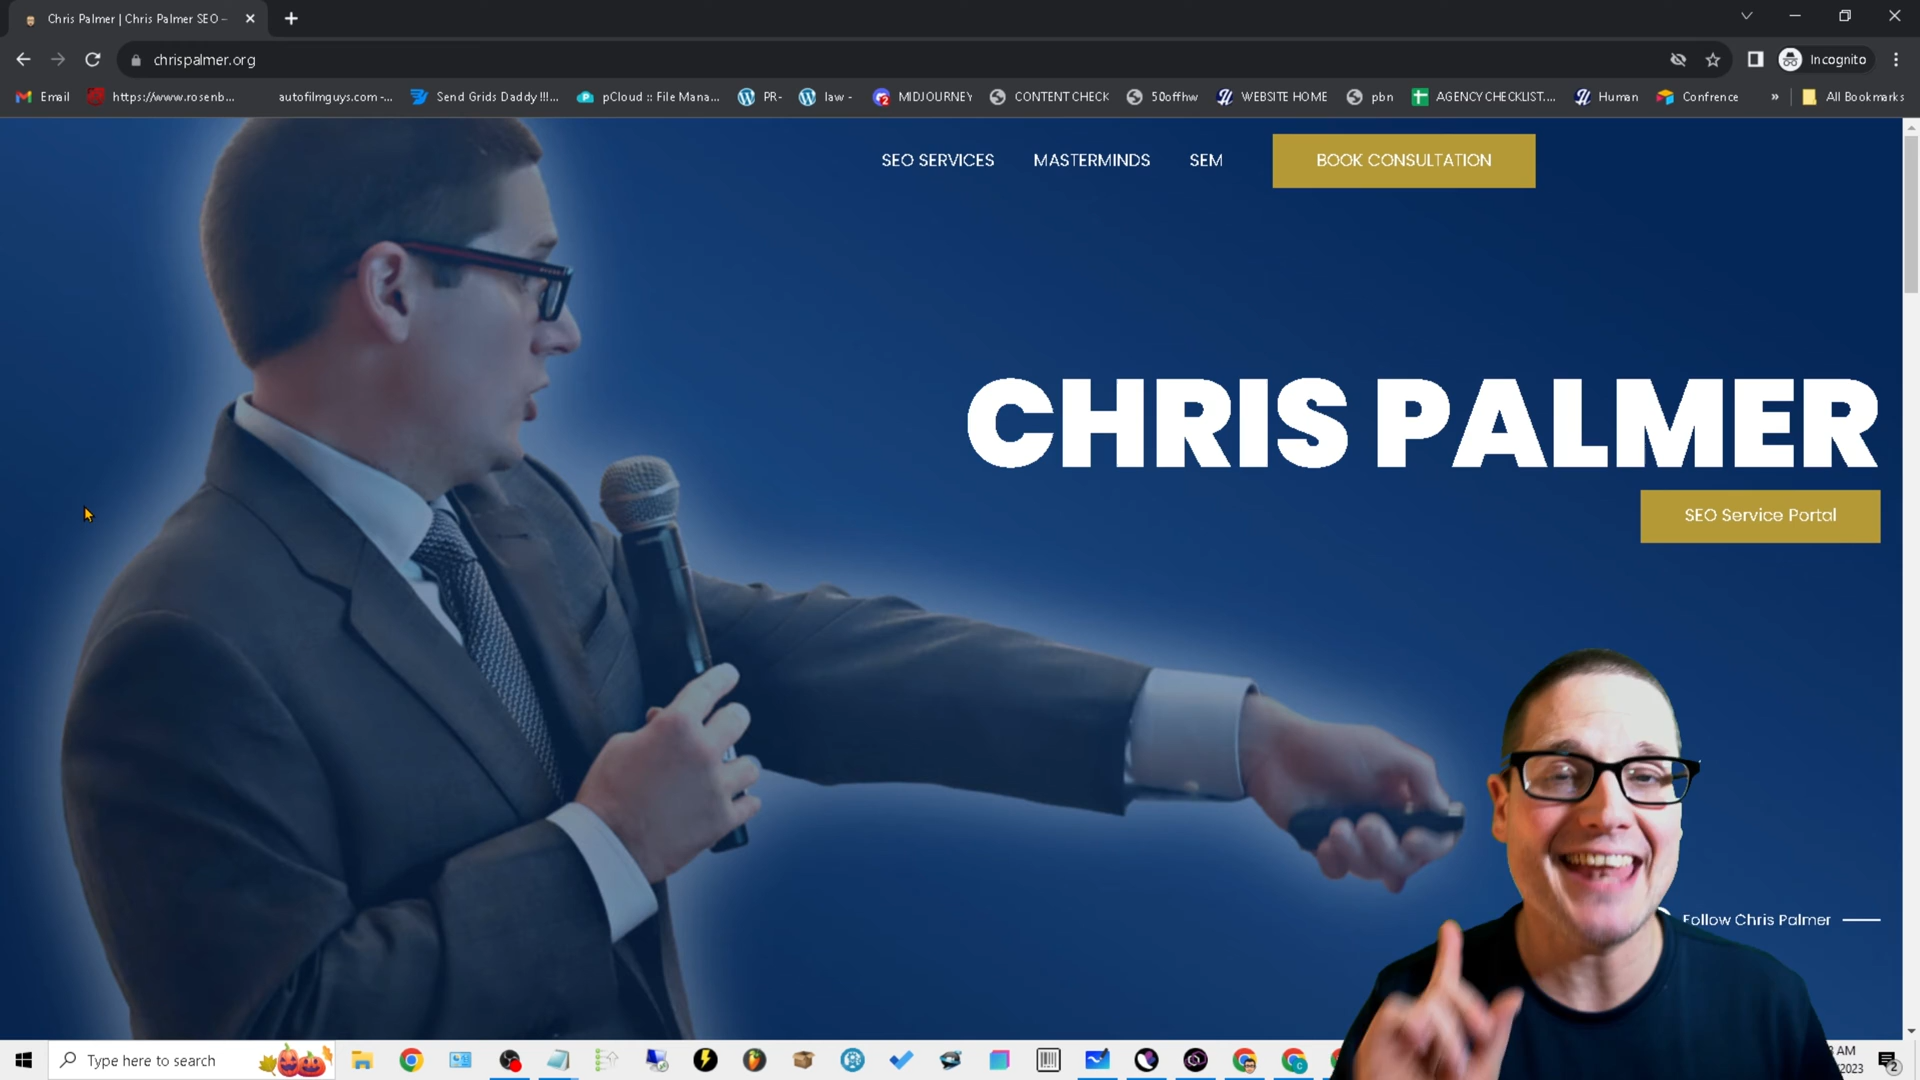 Chris Palmer | Chris Palmer SEO –
chrispalmer.org
Incognito
Email
https://www.rosenb...
autofilmguys.com -...
Send Grids Daddy !!!...
pCloud :: File Mana...
PR-
law -
MIDJOURNEY
CONTENT CHECK
50offhw
WEBSITE HOME
pbn
AGENCY CHECKLIST....
Human
Confrence
»
All Bookmarks
SEO SERVICES
MASTERMINDS
SEM
BOOK CONSULTATION
CHRIS PALMER
SEO Service Portal
Follow Chris Palmer
Type here to search
AM
/2023
2